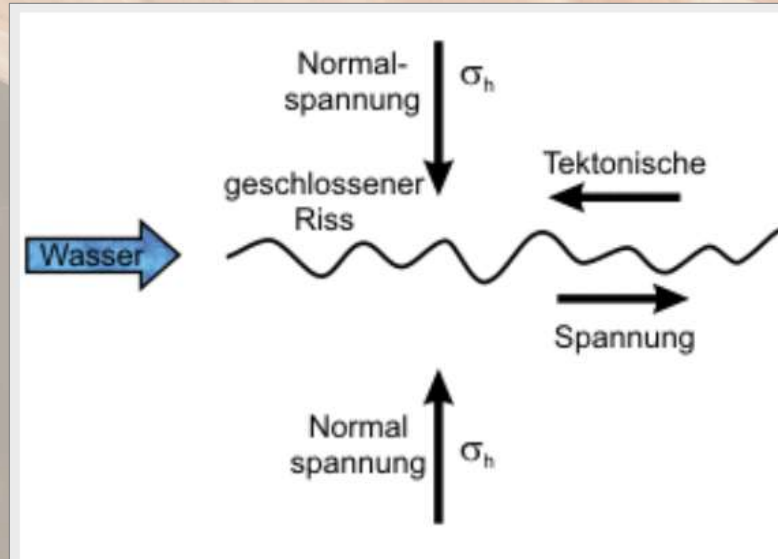 Normal-
spannung
σh
Tektonische
geschlossener
Riss
Wasser
Spannung
Normal
spannung
σh